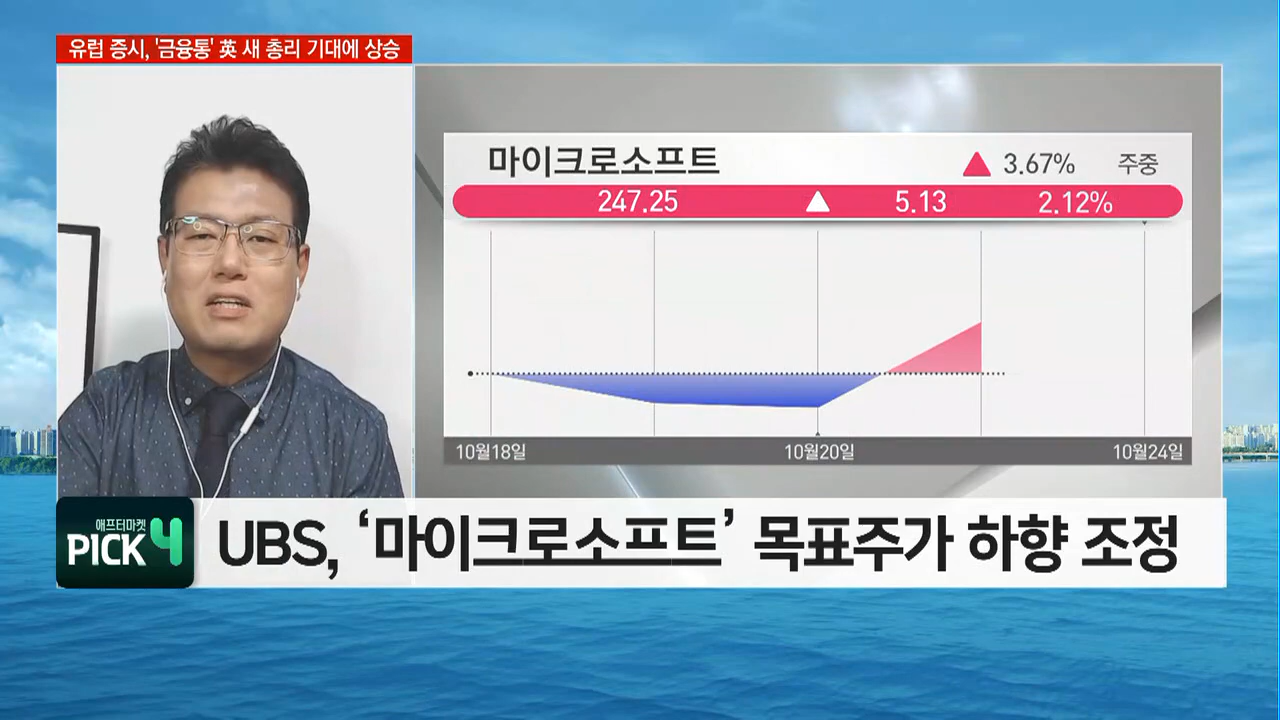 유럽 증시, '금융통' 英 새 총리 기대에 상승
마이크로소프트 ▲ 3.67% 주중
247.25 ▲ 5.13 2.12%
10월18일 10월20일 10월24일
애프터마켓
PICK 4
UBS, ‘마이크로소프트’ 목표주가 하향 조정